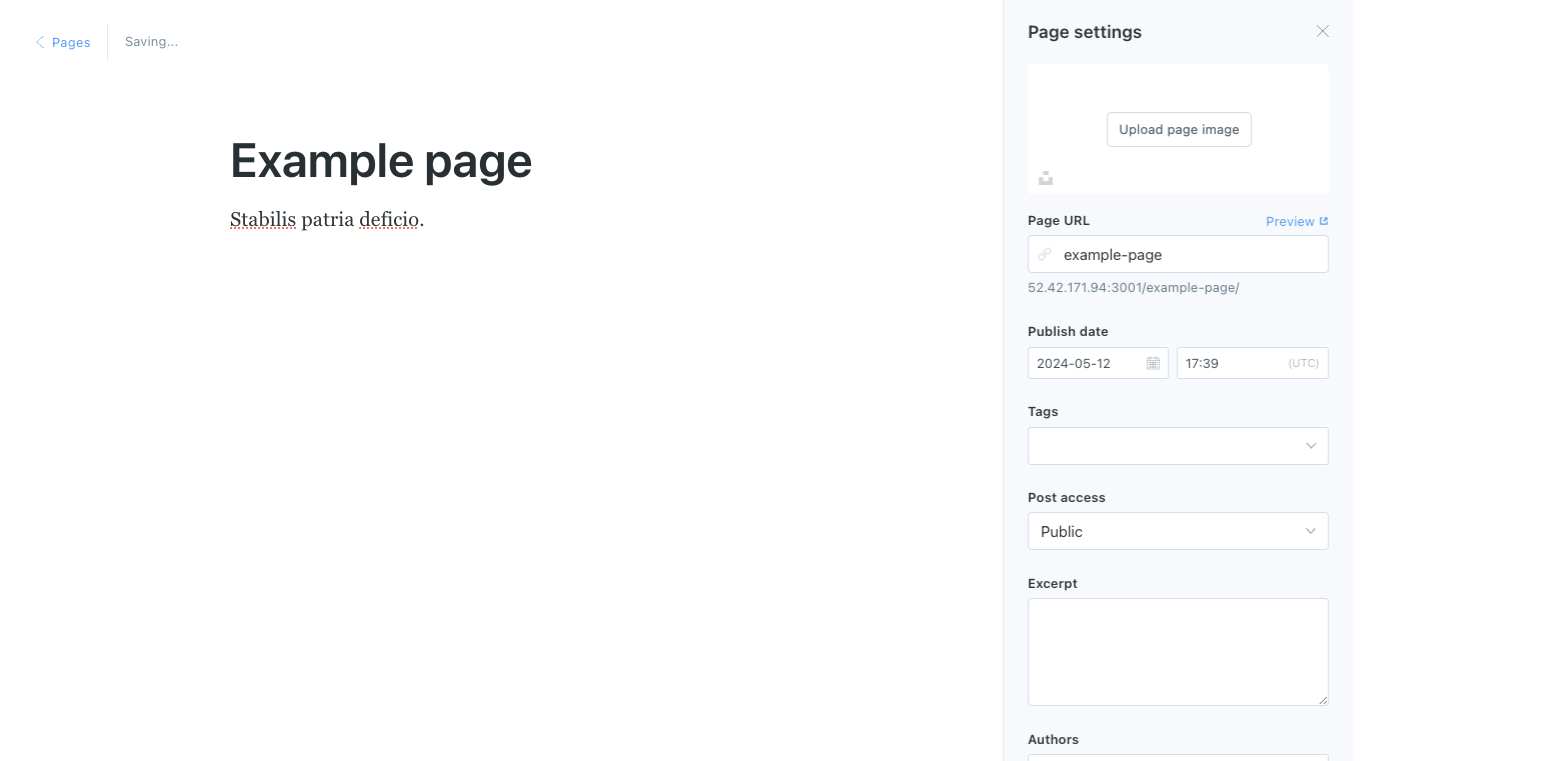 Pages
Saving...
Example page
Stabilis patria deficio.
Page settings
Upload page image
Page URL
Preview
example-page
52.42.171.94:3001/example-page/
Publish date
2024-05-12
17:39
(UTC)
Tags
Post access
Public
Excerpt
Authors